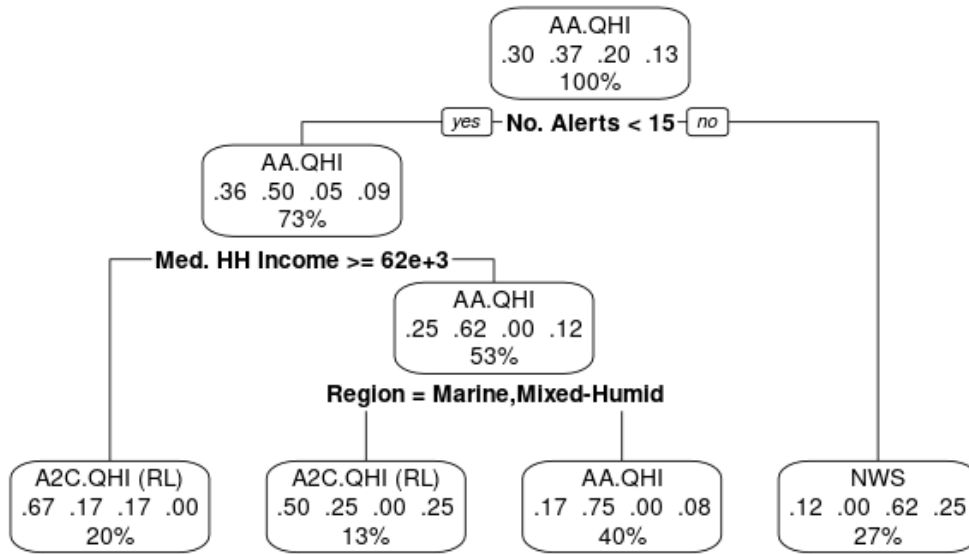 AA.QHI
.30 .37 .20 .13
100%
yes No. Alerts < 15 no
AA.QHI
.36 .50 .05 .09
73%
Med. HH Income >= 62e+3
AA.QHI
.25 .62 .00 .12
53%
Region = Marine,Mixed-Humid
A2C.QHI (RL)
.67 .17 .17 .00
20%
A2C.QHI (RL)
.50 .25 .00 .25
13%
AA.QHI
.17 .75 .00 .08
40%
NWS
.12 .00 .62 .25
27%